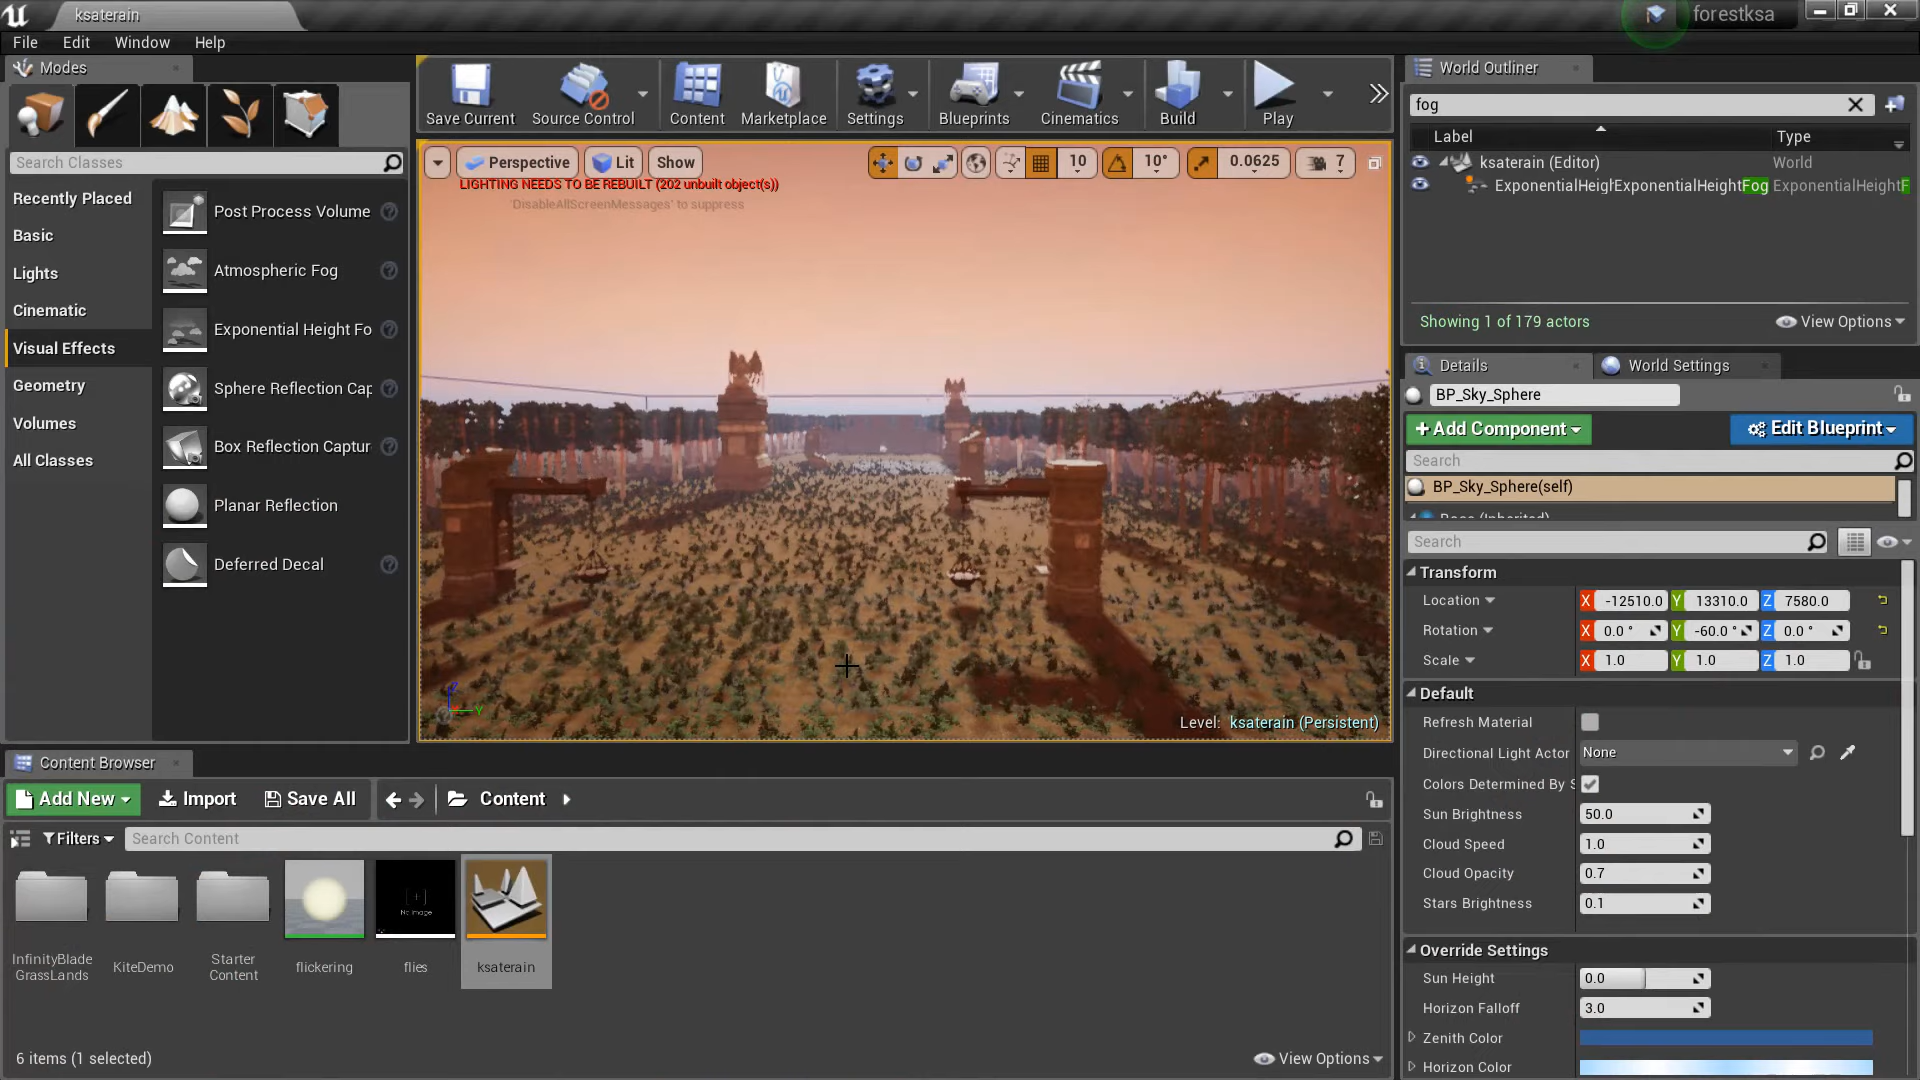 ksaterain
forestksa
File Edit Window Help
Modes
Search Classes
Recently Placed
Basic
Lights
Cinematic
Visual Effects
Geometry
Volumes
All Classes
Post Process Volume
Atmospheric Fog
Exponential Height Fo
Sphere Reflection Cap
Box Reflection Captur
Planar Reflection
Deferred Decal
Save Current
Source Control
Content
Marketplace
Settings
Blueprints
Cinematics
Build
Play
Perspective
Lit
Show
10
10°
0.0625
7
LIGHTING NEEDS TO BE REBUILT (202 unbuilt object(s))
'DisableAllScreenMessages' to suppress
Level: ksaterain (Persistent)
World Outliner
fog
Label Type
ksaterain (Editor) World
ExponentialHeighExponentialHeightFog ExponentialHeightF
Showing 1 of 179 actors
View Options
Details
World Settings
BP_Sky_Sphere
+Add Component
Edit Blueprint
Search
BP_Sky_Sphere(self)
Search
Transform
Location X -12510.0 Y 13310.0 Z 7580.0
Rotation X 0.0 ° Y -60.0 ° Z 0.0 °
Scale X 1.0 Y 1.0 Z 1.0
Default
Refresh Material
Directional Light Actor None
Colors Determined By S
Sun Brightness 50.0
Cloud Speed 1.0
Cloud Opacity 0.7
Stars Brightness 0.1
Override Settings
Sun Height 0.0
Horizon Falloff 3.0
Zenith Color
Horizon Color
Content Browser
Add New
Import
Save All
Content
Filters
Search Content
InfinityBlade
GrassLands
KiteDemo
Starter
Content
flickering
flies
ksaterain
6 items (1 selected)
View Options